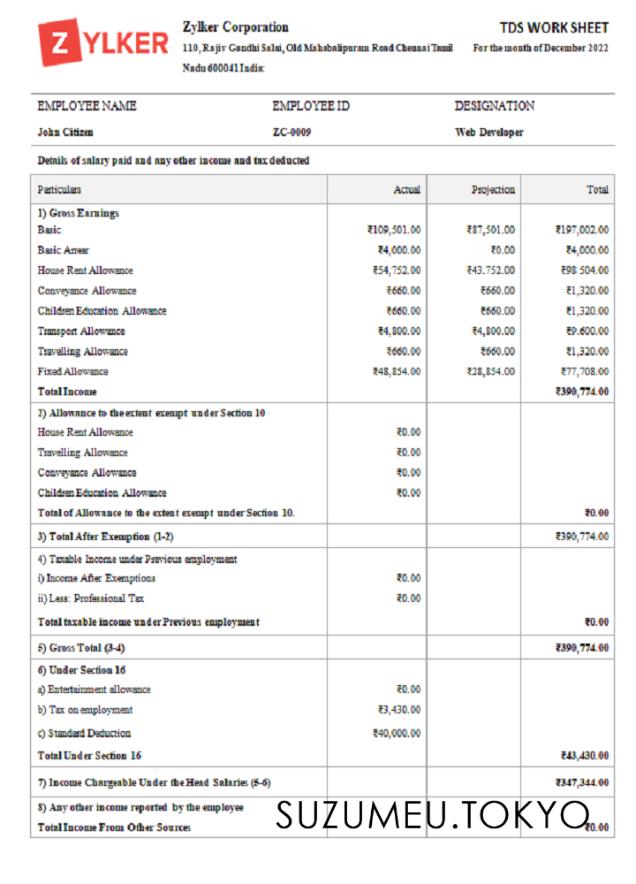 Z YLKER
Zylker Corporation
110, Rajiv Gandhi Salai, Old Mahabalipuram Road Chennai Tamil
Nadu 600041 India:
TDS WORK SHEET
For the month of December 2022
EMPLOYEE NAME EMPLOYEE ID DESIGNATION
John Citizen ZC-0009 Web Developer
Details of salary paid and any other income and tax deducted
Particulars Actual Projection Total
1) Gross Earnings
Basic ₹109,501.00 ₹87,501.00 ₹197,002.00
Basic Arrear ₹4,000.00 ₹0.00 ₹4,000.00
House Rent Allowance ₹54,752.00 ₹43.752.00 ₹98 504.00
Conveyance Allowance ₹660.00 ₹660.00 ₹1,320.00
Children Education Allowance ₹660.00 ₹660.00 ₹1,320.00
Transport Allowance ₹4,800.00 ₹4,800.00 ₹9.600.00
Travelling Allowance ₹660.00 ₹660.00 ₹1,320.00
Fixed Allowance ₹48,854.00 ₹28,854.00 ₹77,708.00
Total Income ₹390,774.00
2) Allowance to the extent exempt under Section 10
House Rent Allowance ₹0.00
Travelling Allowance ₹0.00
Conveyance Allowance ₹0.00
Children Education Allowance ₹0.00
Total of Allowance to the extent exempt under Section 10. ₹0.00
3) Total After Exemption (1-2) ₹390,774.00
4) Taxable Income under Previous employment
i) Income After Exemptions ₹0.00
ii) Less: Professional Tax ₹0.00
Total taxable income under Previous employment ₹0.00
5) Gross Total (3-4) ₹390,774.00
6) Under Section 16
a) Entertainment allowance ₹0.00
b) Tax on employment ₹3,430.00
c) Standard Deduction ₹40,000.00
Total Under Section 16 ₹43,430.00
7) Income Chargeable Under the Head Salaries (5-6) ₹347,344.00
8) Any other income reported by the employee
Total Income From Other Sources ₹0.00
SUZUMEU.TOKYO